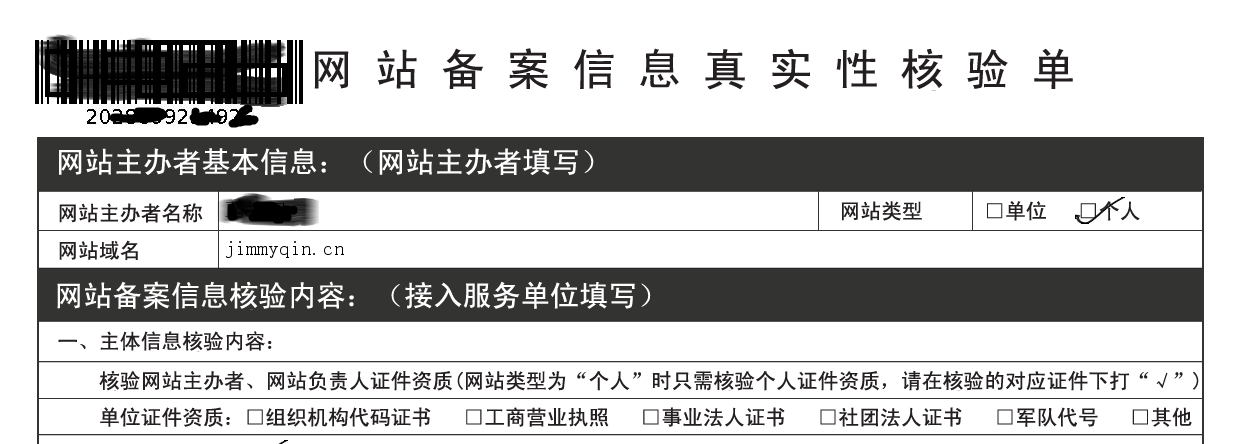 网站备案信息真实性核验单
网站主办者基本信息：（网站主办者填写）
网站主办者名称 网站类型 □单位 □个人
网站域名 jimmyqin.cn
网站备案信息核验内容：（接入服务单位填写）
一、主体信息核验内容：
核验网站主办者、网站负责人证件资质(网站类型为“个人”时只需核验个人证件资质，请在核验的对应证件下打“√”)
单位证件资质：□组织机构代码证书 □工商营业执照 □事业法人证书 □社团法人证书 □军队代号 □其他